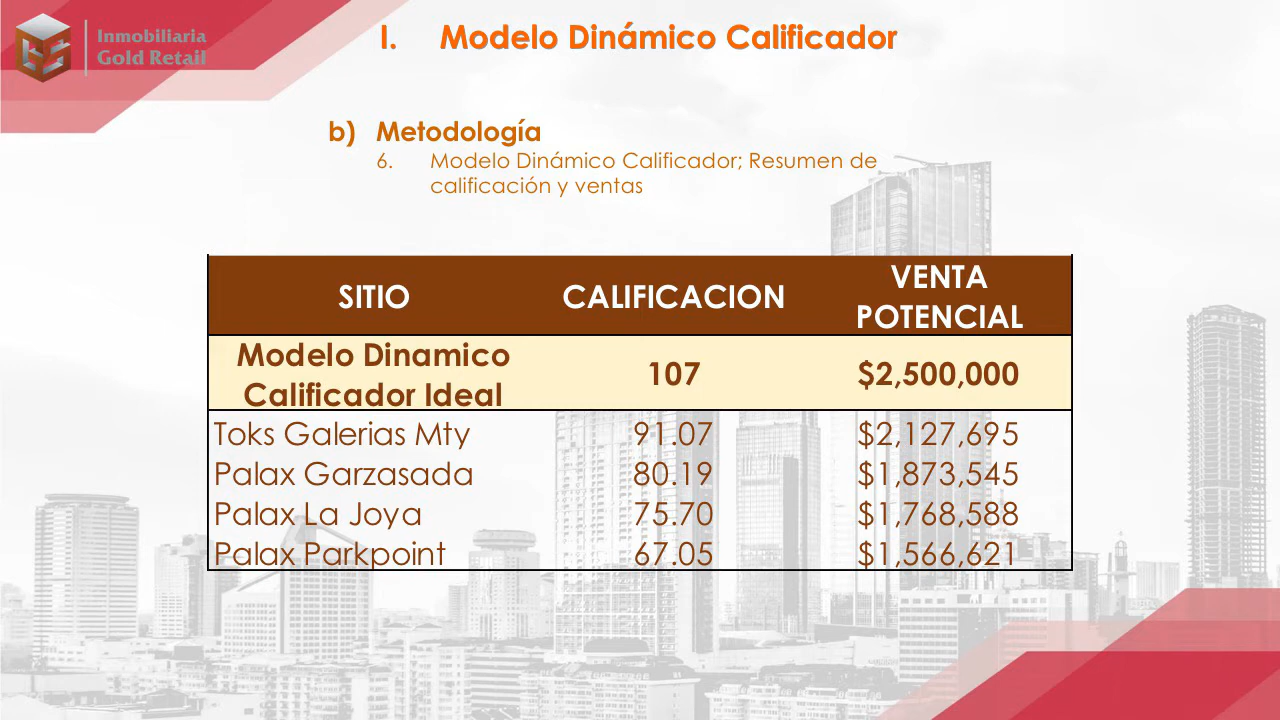 Inmobiliaria
Gold Retail
I. Modelo Dinámico Calificador
b) Metodología
6. Modelo Dinámico Calificador; Resumen de
calificación y ventas
SITIO CALIFICACION VENTA
POTENCIAL
Modelo Dinamico
Calificador Ideal 107 $2,500,000
Toks Galerias Mty 91.07 $2,127,695
Palax Garzasada 80.19 $1,873,545
Palax La Joya 75.70 $1,768,588
Palax Parkpoint 67.05 $1,566,621